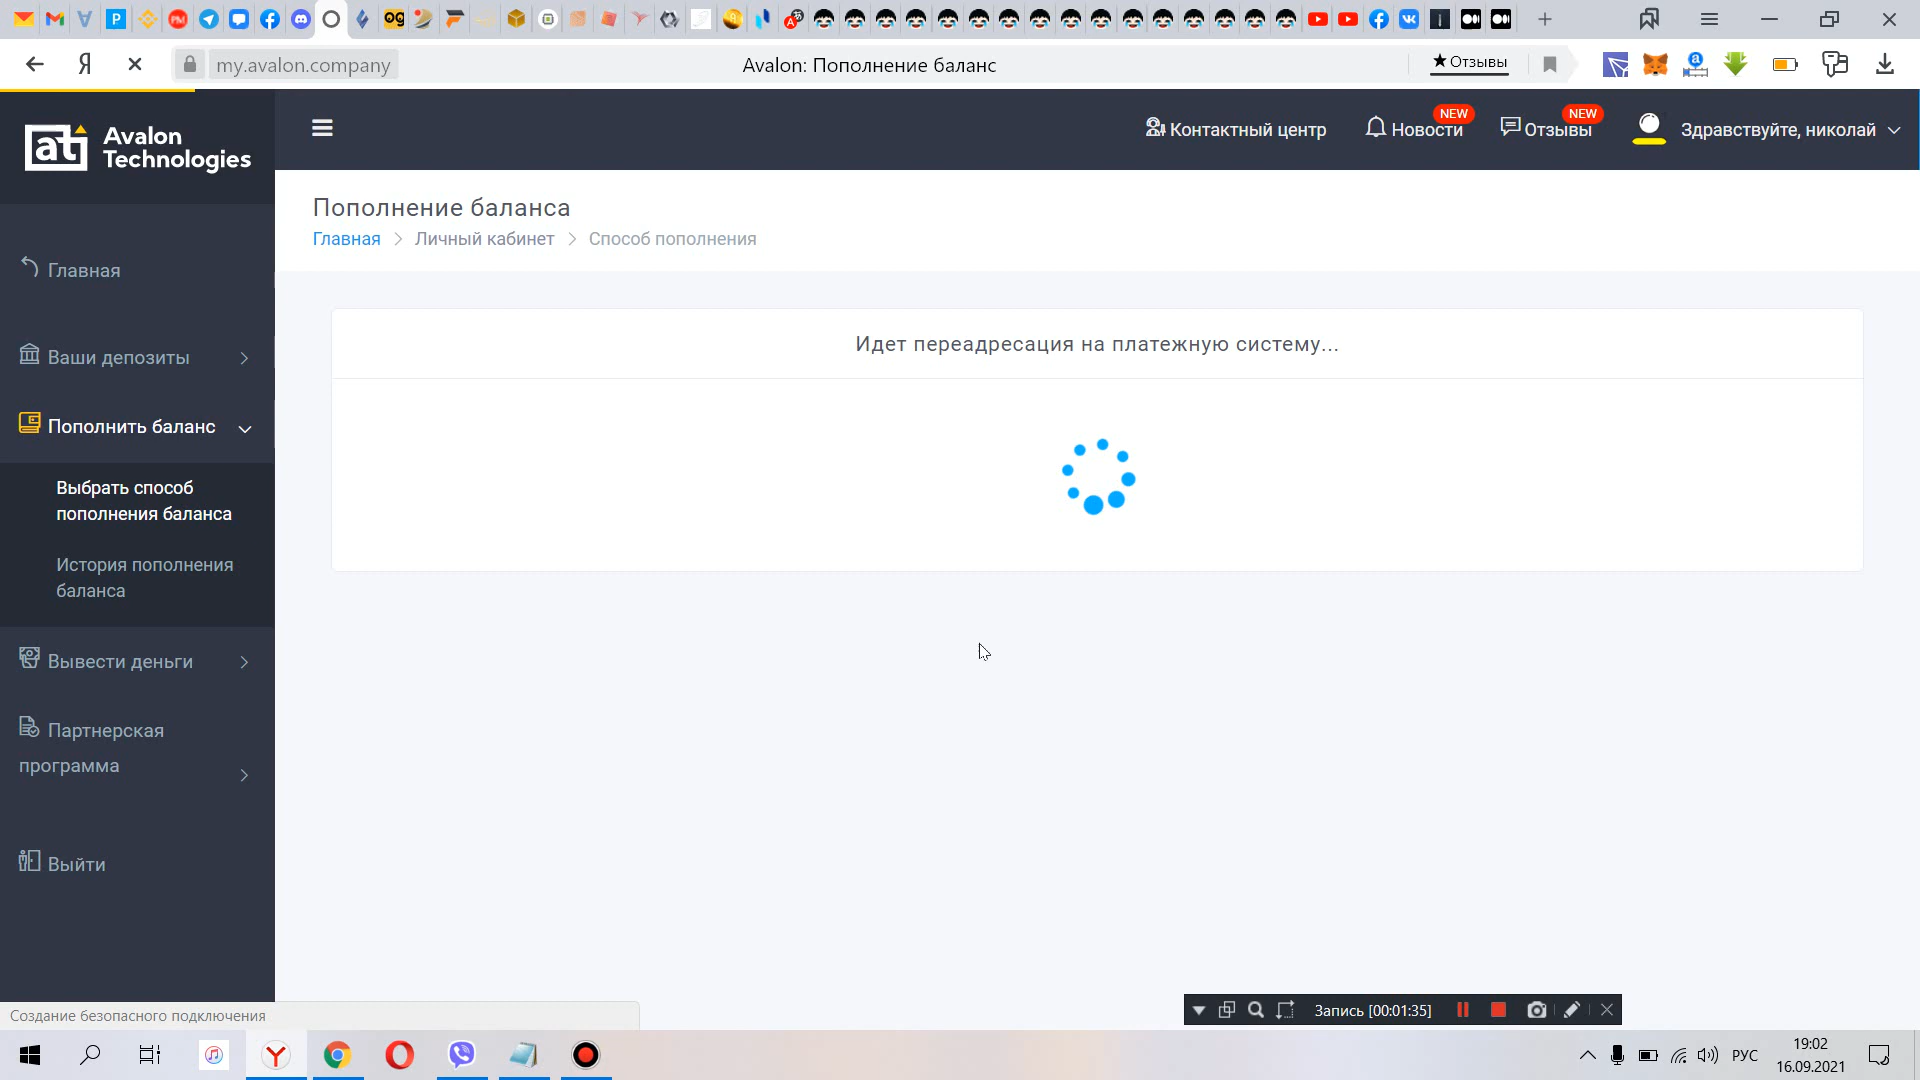 my.avalon.company
Avalon: Пополнение баланс
★ Отзывы
Avalon
Technologies
Контактный центр
NEW
Новости
NEW
Отзывы
Здравствуйте, николай
Пополнение баланса
Главная > Личный кабинет > Способ пополнения
Главная
Ваши депозиты
Пополнить баланс
Выбрать способ
пополнения баланса
История пополнения
баланса
Вывести деньги
Партнерская
программа
Выйти
Идет переадресация на платежную систему...
Создание безопасного подключения
Запись [00:01:35]
РУС
19:02
16.09.2021